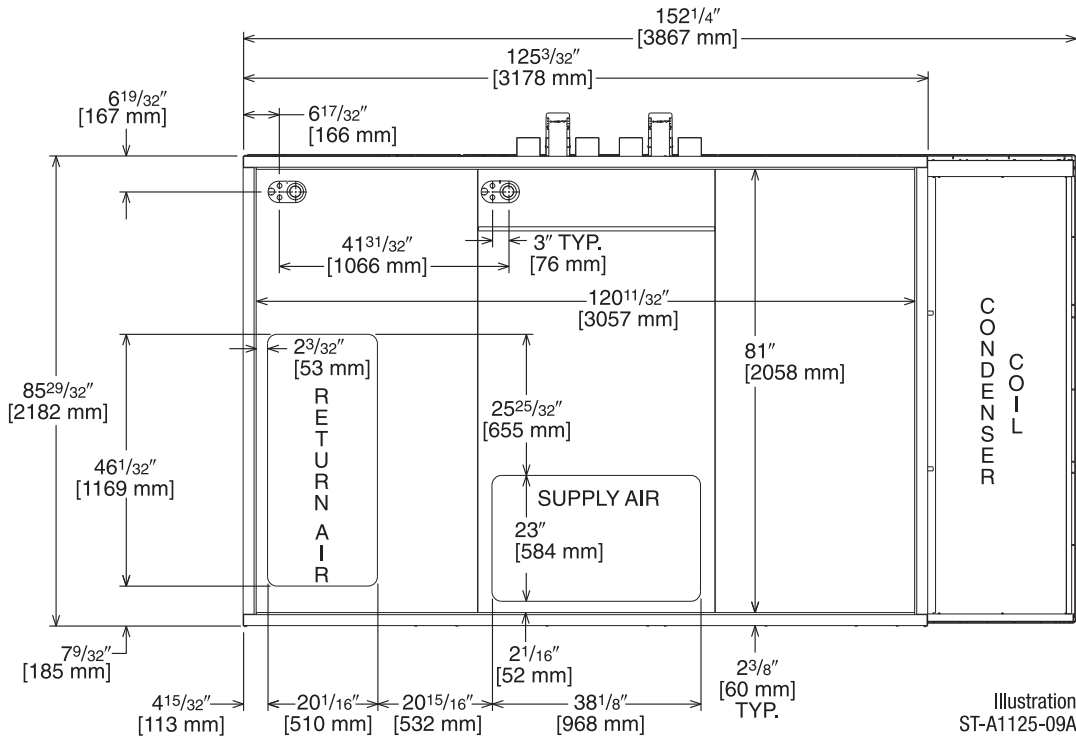 152 1/4"
[3867 mm]
125 3/32"
[3178 mm]
6 19/32"
[167 mm]
6 17/32"
[166 mm]
41 31/32"
[1066 mm]
3" TYP.
[76 mm]
120 11/32"
[3057 mm]
2 3/32"
[53 mm]
81"
[2058 mm]
85 29/32"
[2182 mm]
25 25/32"
[655 mm]
46 1/32"
[1169 mm]
RETURN AIR
SUPPLY AIR
23"
[584 mm]
CONDENSER
COIL
7 9/32"
[185 mm]
2 1/16"
[52 mm]
2 3/8"
[60 mm]
TYP.
4 15/32"
[113 mm]
20 1/16"
[510 mm]
20 15/16"
[532 mm]
38 1/8"
[968 mm]
Illustration
ST-A1125-09A